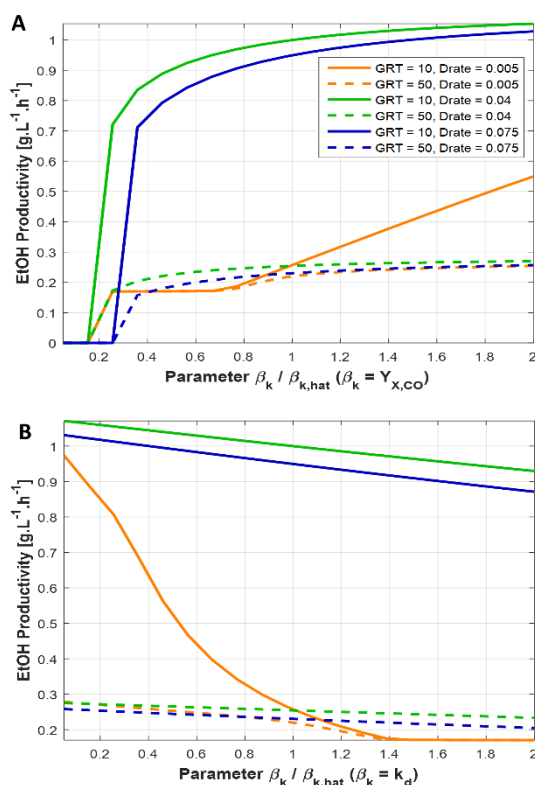 A
EtOH Productivity [g.L⁻¹.h⁻¹]
1
0.9
0.8
0.7
0.6
0.5
0.4
0.3
0.2
0.1
0
GRT = 10, Drate = 0.005
GRT = 50, Drate = 0.005
GRT = 10, Drate = 0.04
GRT = 50, Drate = 0.04
GRT = 10, Drate = 0.075
GRT = 50, Drate = 0.075
0.2 0.4 0.6 0.8 1 1.2 1.4 1.6 1.8 2
Parameter βk / βk,hat (βk = YX,CO)
B
EtOH Productivity [g.L⁻¹.h⁻¹]
1
0.9
0.8
0.7
0.6
0.5
0.4
0.3
0.2
0.2 0.4 0.6 0.8 1 1.2 1.4 1.6 1.8 2
Parameter βk / βk,hat (βk = kd)